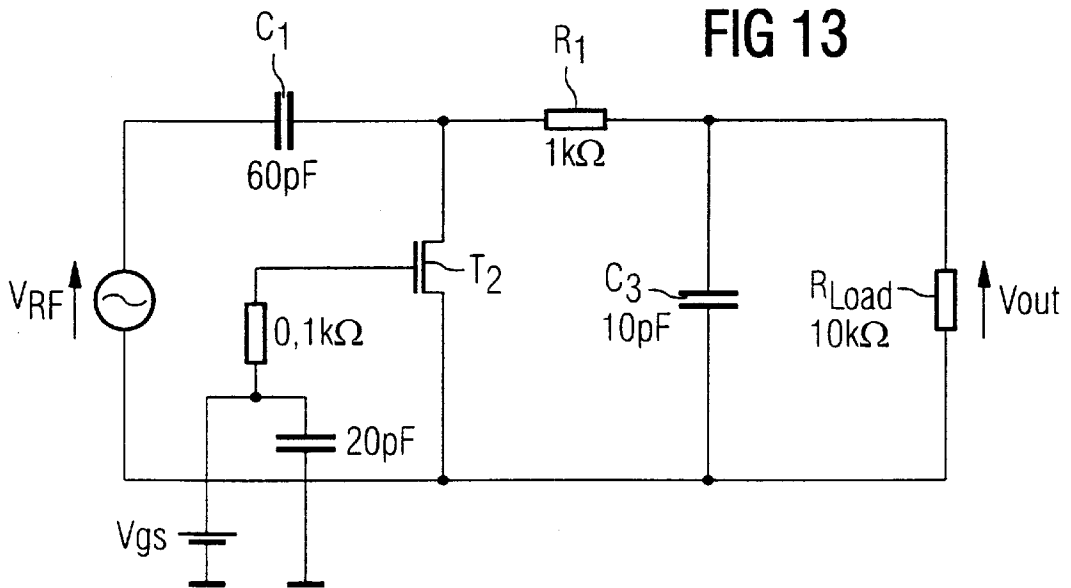 FIG 13
C1
60pF
R1
1kΩ
VRF
T2
0,1kΩ
20pF
Vgs
C3
10pF
RLoad
10kΩ
Vout